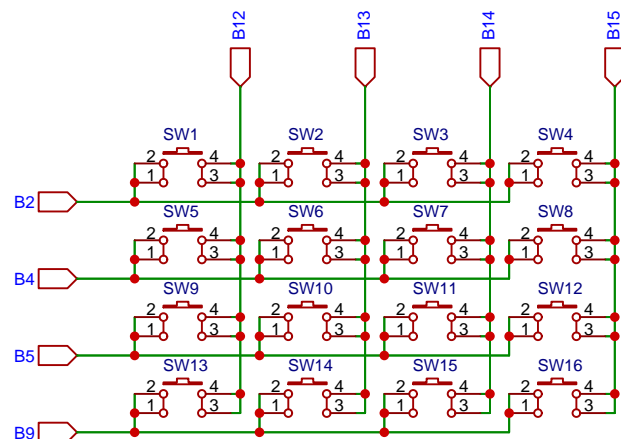 B12 B13 B14 B15
SW1 SW2 SW3 SW4
2 4 2 4 2 4 2 4
1 3 1 3 1 3 1 3
B2
SW5 SW6 SW7 SW8
2 4 2 4 2 4 2 4
1 3 1 3 1 3 1 3
B4
SW9 SW10 SW11 SW12
2 4 2 4 2 4 2 4
1 3 1 3 1 3 1 3
B5
SW13 SW14 SW15 SW16
2 4 2 4 2 4 2 4
1 3 1 3 1 3 1 3
B9